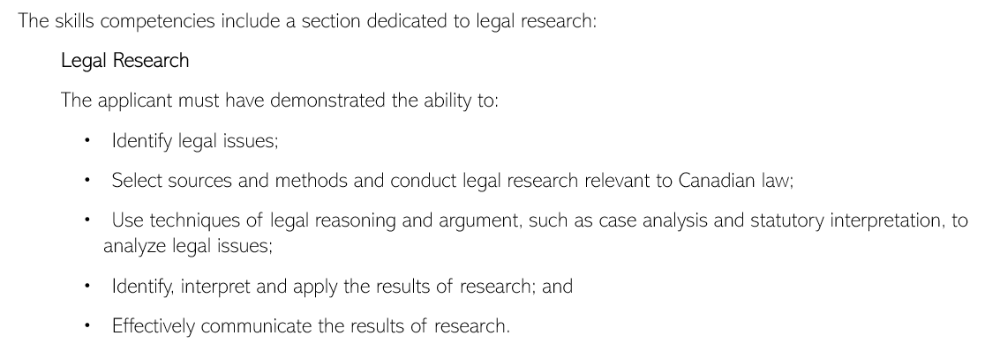 The skills competencies include a section dedicated to legal research:
Legal Research
The applicant must have demonstrated the ability to:
• Identify legal issues;
• Select sources and methods and conduct legal research relevant to Canadian law;
• Use techniques of legal reasoning and argument, such as case analysis and statutory interpretation, to
analyze legal issues;
• Identify, interpret and apply the results of research; and
• Effectively communicate the results of research.